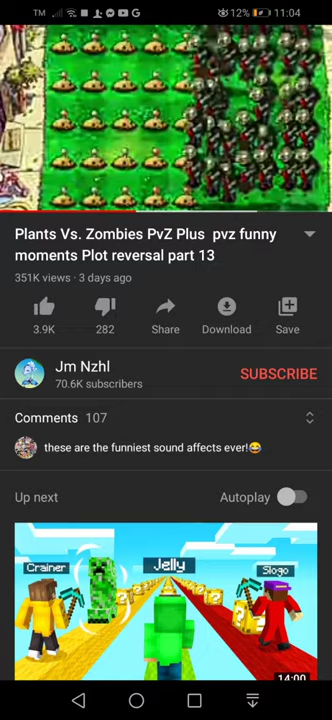 TM 12% 11:04
Plants Vs. Zombies PvZ Plus pvz funny
moments Plot reversal part 13
351K views · 3 days ago
3.9K 282 Share Download Save
Jm Nzhl
70.6K subscribers
SUBSCRIBE
Comments 107
these are the funniest sound affects ever!😂
Up next Autoplay
Crainer Jelly Slogo
14:00